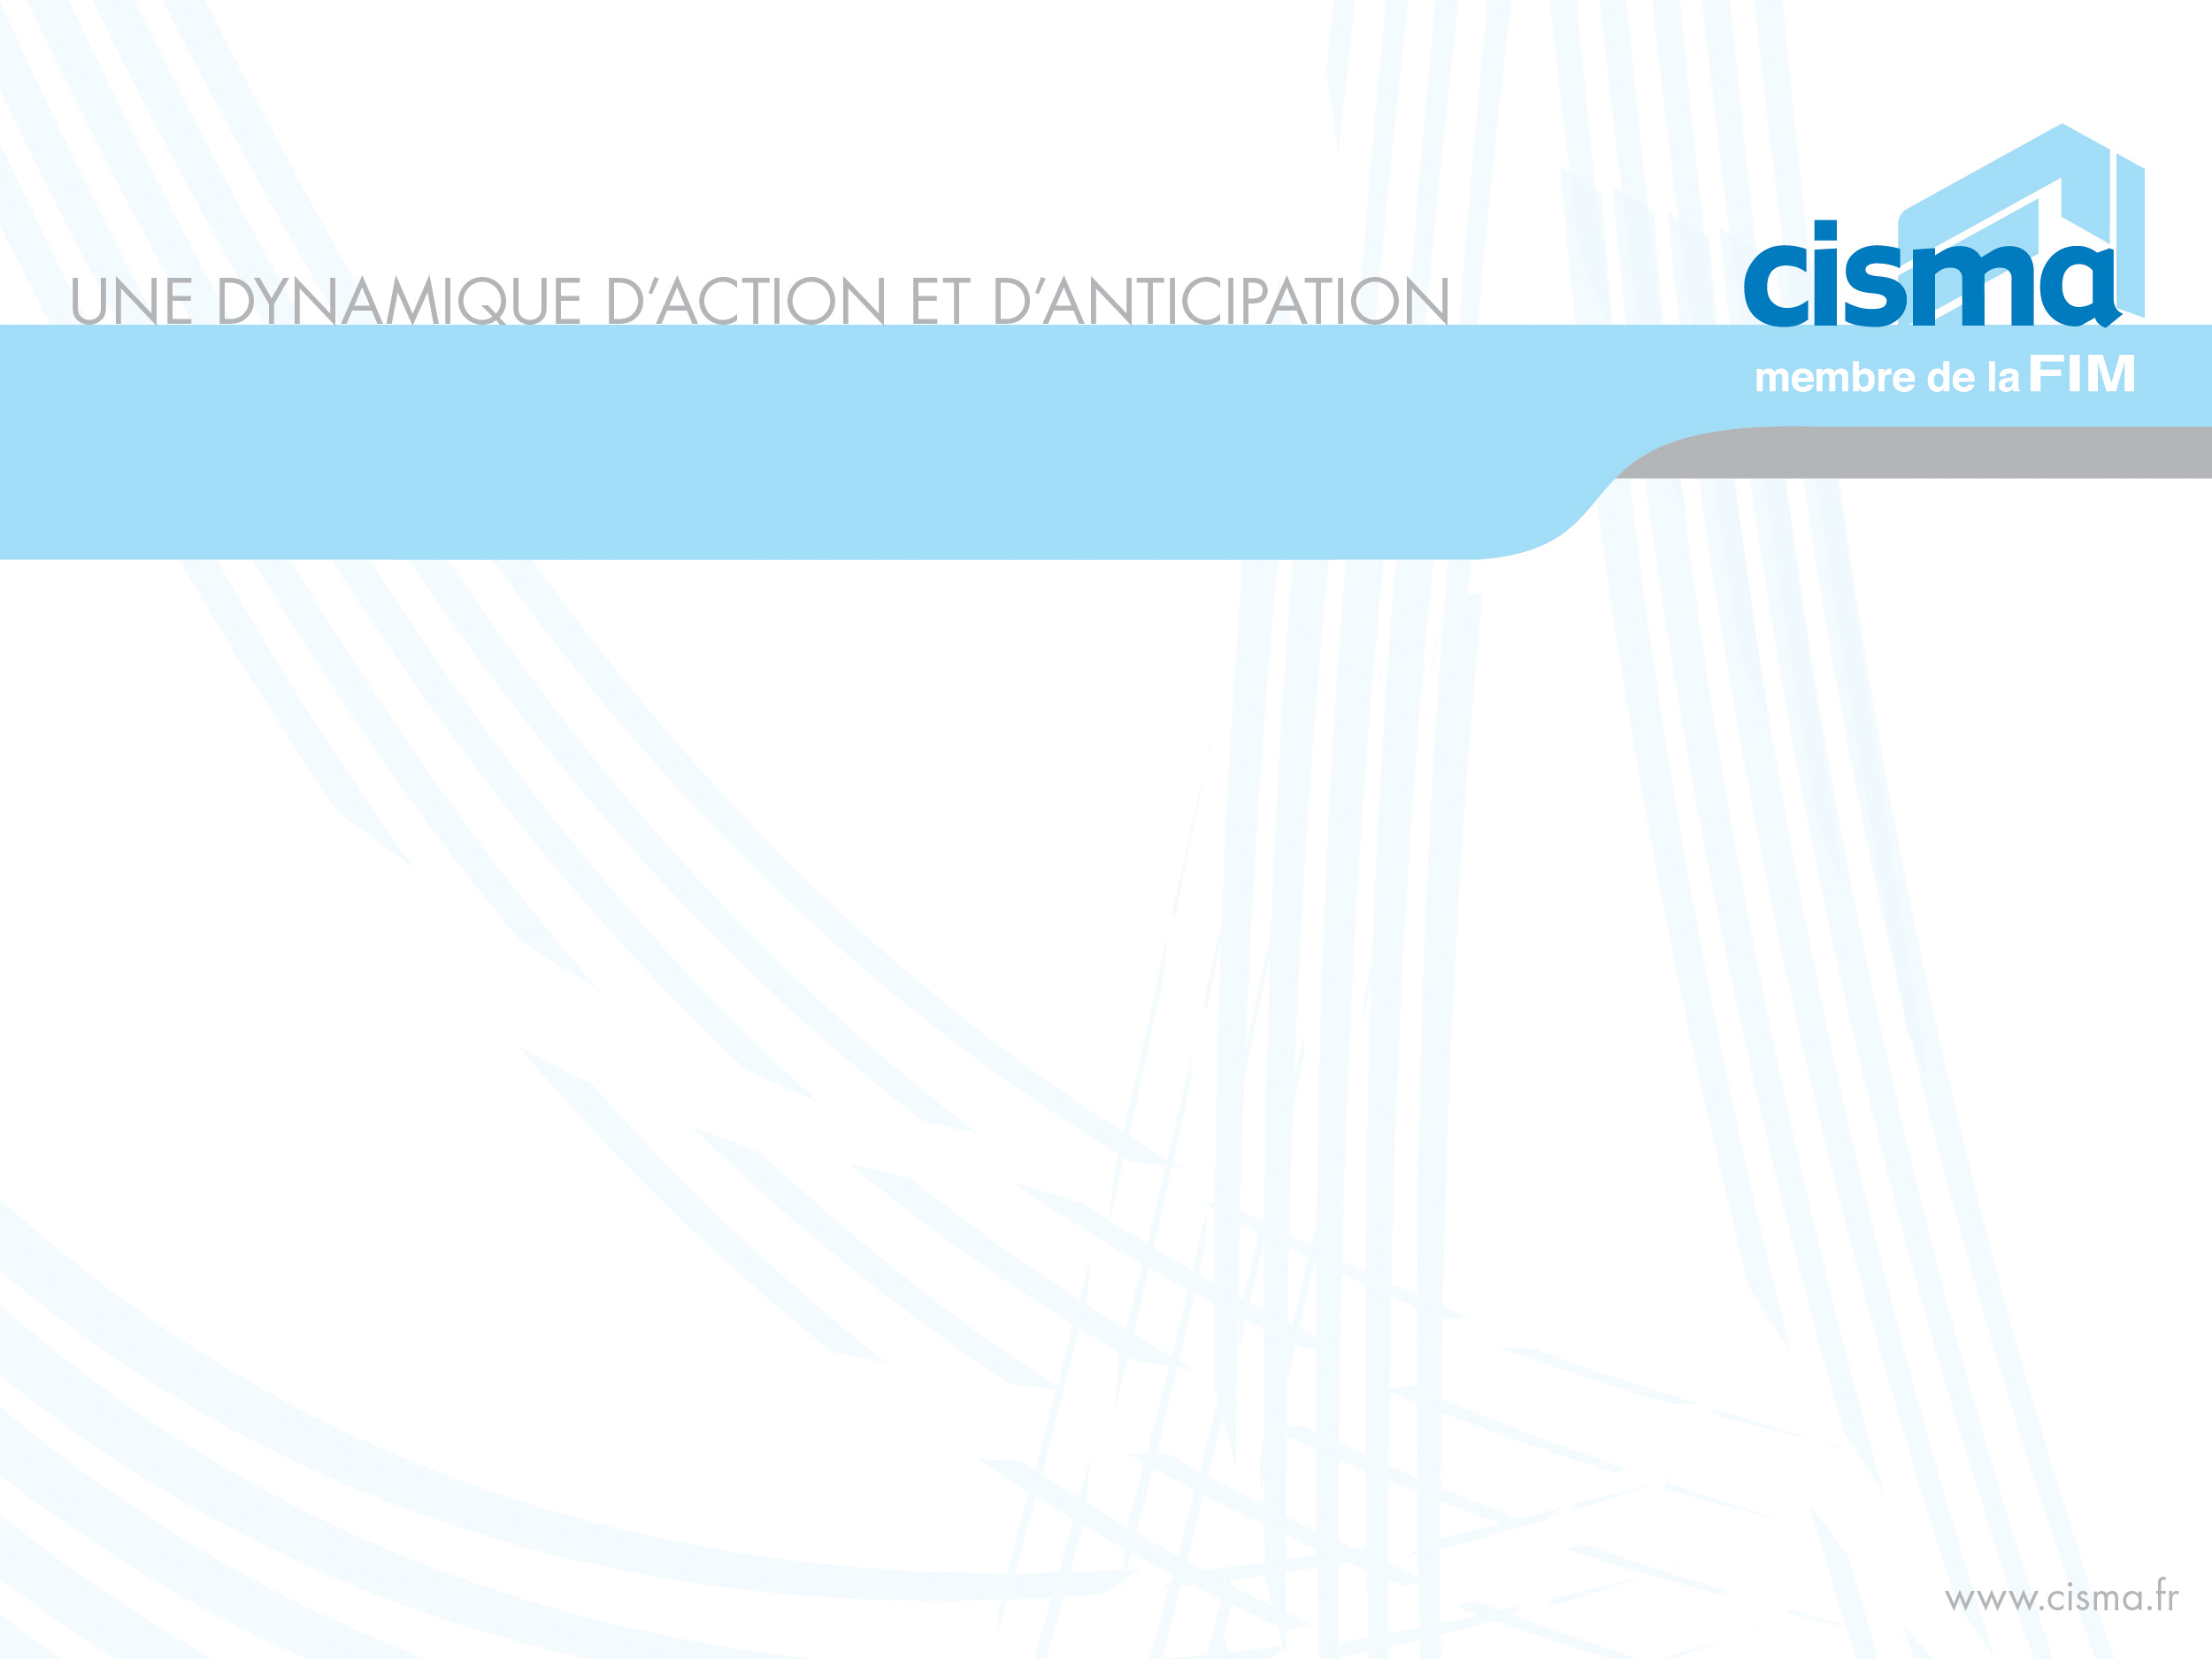 UNE DYNAMIQUE D'ACTION ET D'ANTICIPATION
cisma
membre de la FIM
www.cisma.fr